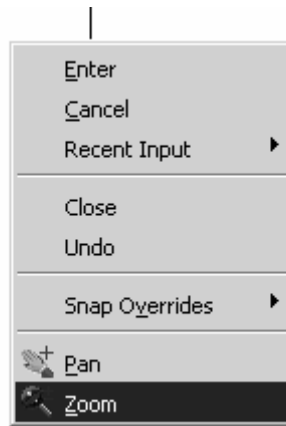 Enter
Cancel
Recent Input
Close
Undo
Snap Overrides
Pan
Zoom